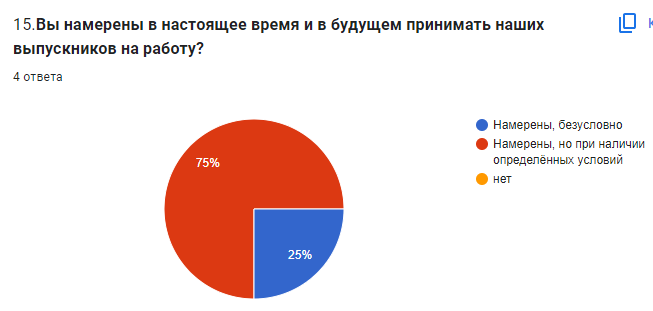 15.Вы намерены в настоящее время и в будущем принимать наших
выпускников на работу?
4 ответа
Намерены, безусловно
Намерены, но при наличии
определённых условий
нет
75%
25%